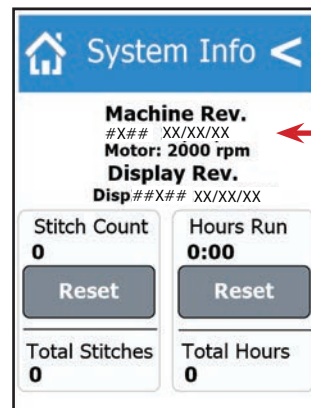 System Info <
Machine Rev.
#X## XX/XX/XX
Motor: 2000 rpm
Display Rev.
Disp##X## XX/XX/XX
Stitch Count
0
Reset
Total Stitches
0
Hours Run
0:00
Reset
Total Hours
0